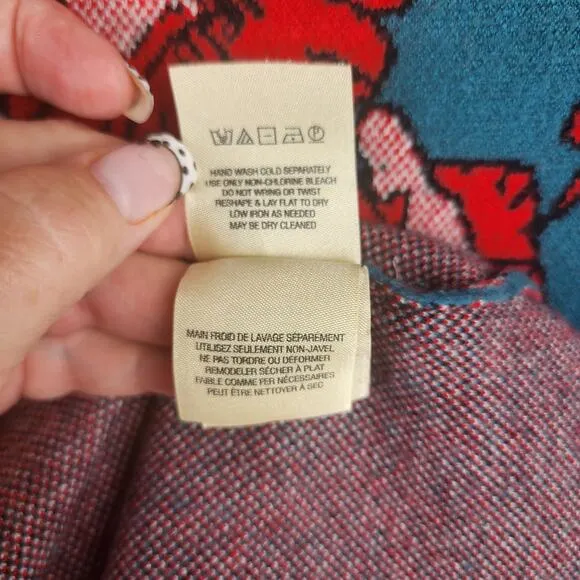 HAND WASH COLD SEPARATELY
USE ONLY NON-CHLORINE BLEACH
DO NOT WRING OR TWIST
RESHAPE & LAY FLAT TO DRY
LOW IRON AS NEEDED
MAY BE DRY CLEANED
MAIN FROID DE LAVAGE SÉPAREMENT
UTILISEZ SEULEMENT NON-JAVEL
NE PAS TORDRE OU DÉFORMER
REMODELER SÉCHER À PLAT
FAIBLE COMME FER NÉCESSAIRES
PEUT ÊTRE NETTOYER À SEC